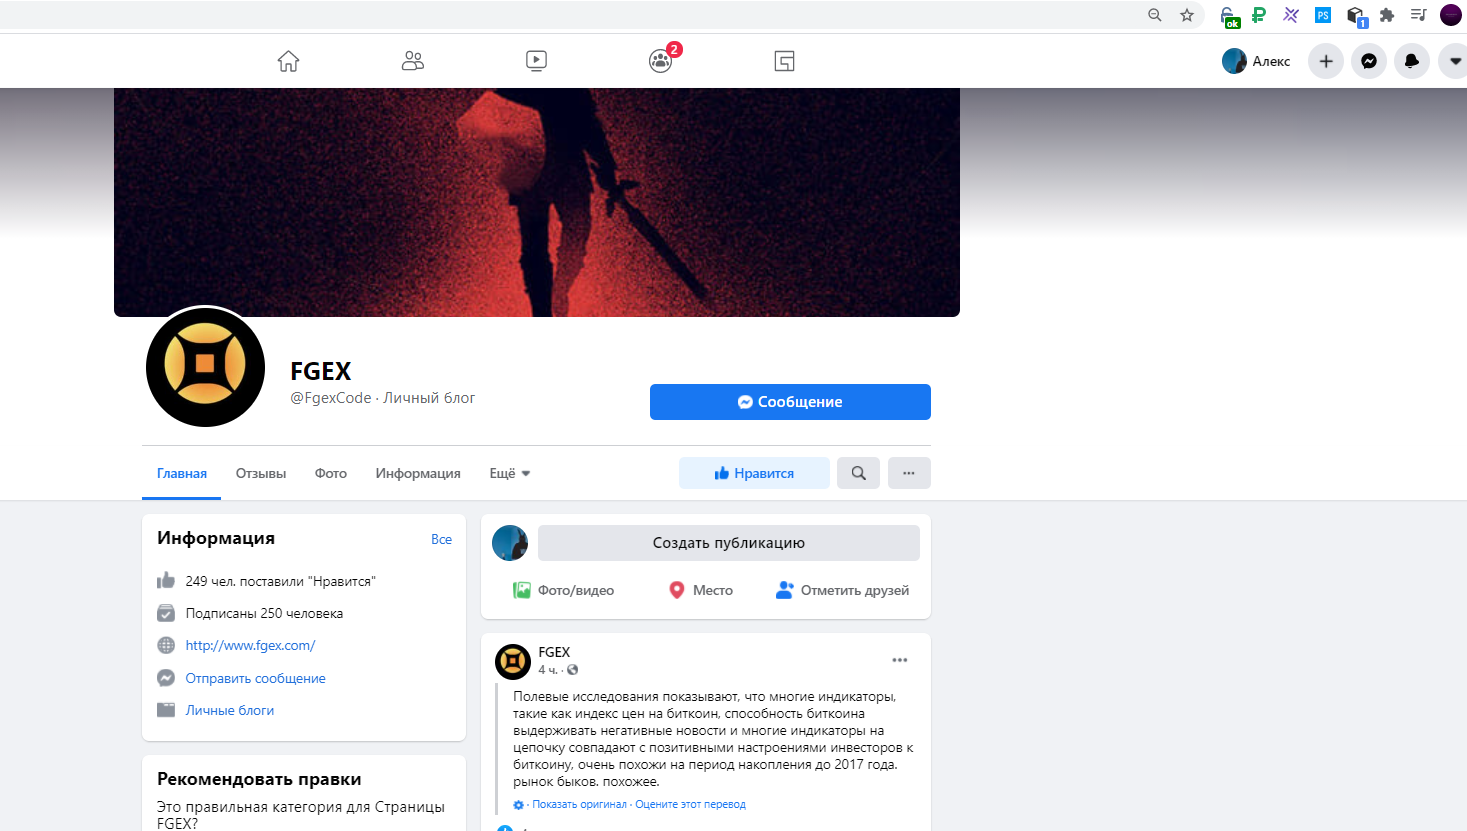 ok
PS
1
2
Алекс
FGEX
@FgexCode · Личный блог
Сообщение
Главная
Отзывы
Фото
Информация
Ещё
Нравится
Информация
Все
249 чел. поставили "Нравится"
Подписаны 250 человека
http://www.fgex.com/
Отправить сообщение
Личные блоги
Рекомендовать правки
Это правильная категория для Страницы
FGEX?
Создать публикацию
Фото/видео
Место
Отметить друзей
FGEX
4 ч. ·
Полевые исследования показывают, что многие индикаторы,
такие как индекс цен на биткоин, способность биткоина
выдерживать негативные новости и многие индикаторы на
цепочку совпадают с позитивными настроениями инвесторов к
биткоину, очень похожи на период накопления до 2017 года.
рынок быков. похожее.
· Показать оригинал · Оцените этот перевод